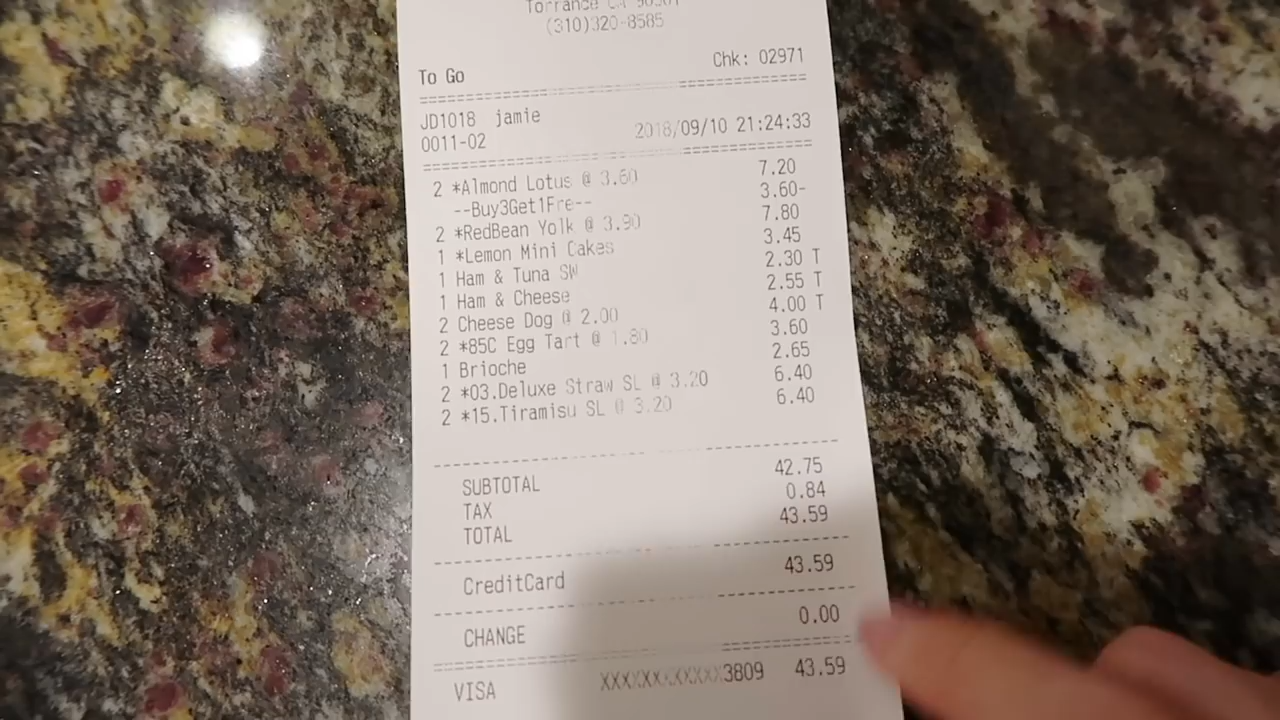 Torrance CA 90501
(310)320-8585
To Go Chk: 02971
JD1018 jamie
0011-02 2018/09/10 21:24:33
2 *Almond Lotus @ 3.60 7.20
--Buy3Get1Fre-- 3.60-
2 *RedBean Yolk @ 3.90 7.80
1 *Lemon Mini Cakes 3.45
1 Ham & Tuna SW 2.30 T
1 Ham & Cheese 2.55 T
2 Cheese Dog @ 2.00 4.00 T
2 *85C Egg Tart @ 1.80 3.60
1 Brioche 2.65
2 *03.Deluxe Straw SL @ 3.20 6.40
2 *15.Tiramisu SL @ 3.20 6.40
SUBTOTAL 42.75
TAX 0.84
TOTAL 43.59
CreditCard 43.59
CHANGE 0.00
VISA XXXXXXXXXXXX3809 43.59